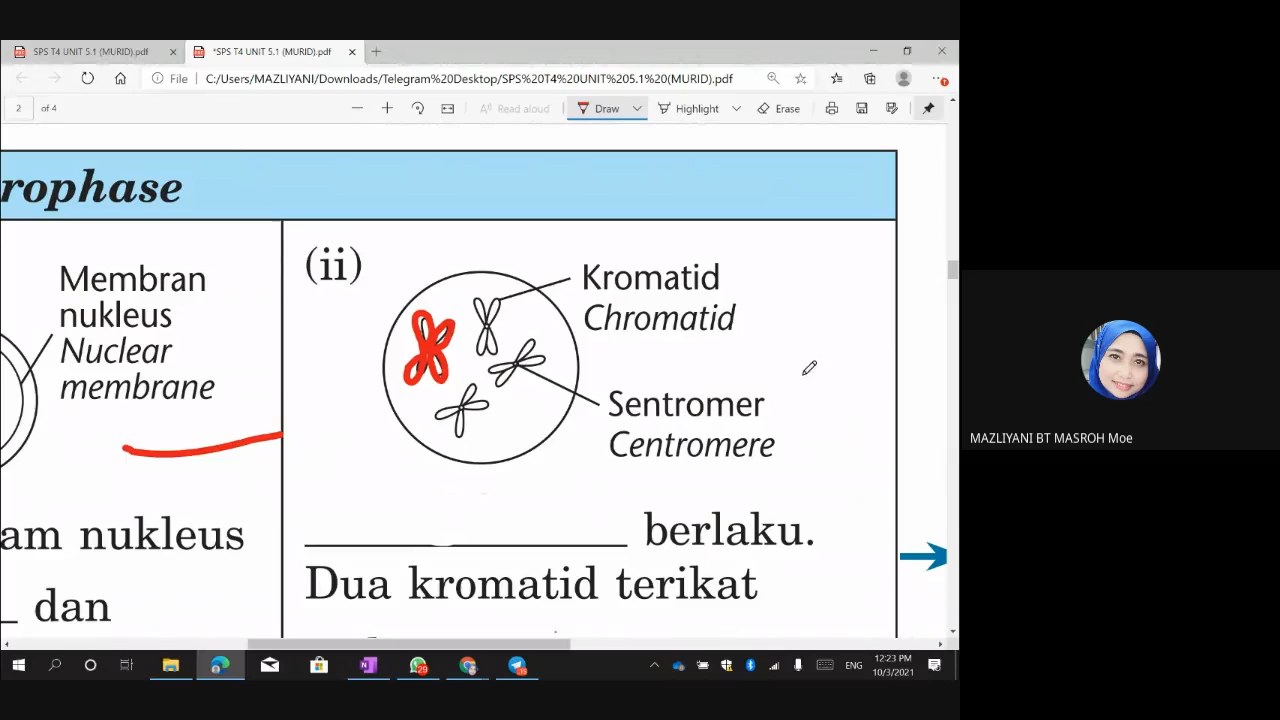 SPS T4 UNIT 5.1 (MURID).pdf
*SPS T4 UNIT 5.1 (MURID).pdf
File
C:/Users/MAZLIYANI/Downloads/Telegram%20Desktop/SPS%20T4%20UNIT%205.1%20(MURID).pdf
2 of 4
Read aloud
Draw
Highlight
Erase
rophase
Membran
nukleus
Nuclear
membrane
(ii)
Kromatid
Chromatid
Sentromer
Centromere
am nukleus
dan
berlaku.
Dua kromatid terikat
MAZLIYANI BT MASROH Moe
29
ENG
12:23 PM
10/3/2021